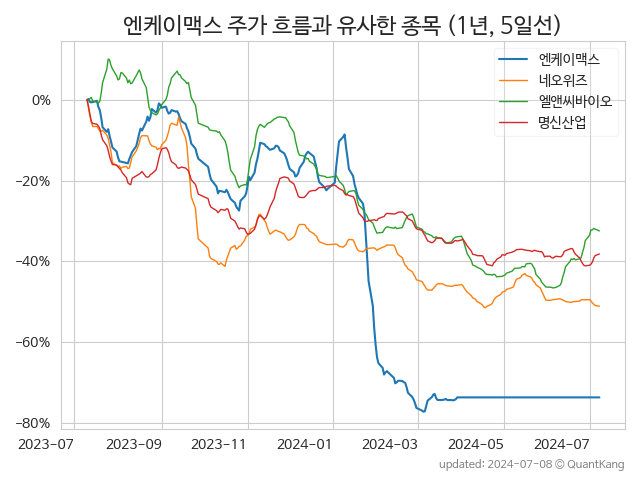 엔케이맥스 주가 흐름과 유사한 종목 (1년, 5일선)
엔케이맥스
네오위즈
엘앤씨바이오
명신산업
0%
−20%
−40%
−60%
−80%
2023-07 2023-09 2023-11 2024-01 2024-03 2024-05 2024-07
updated: 2024-07-08 © QuantKang